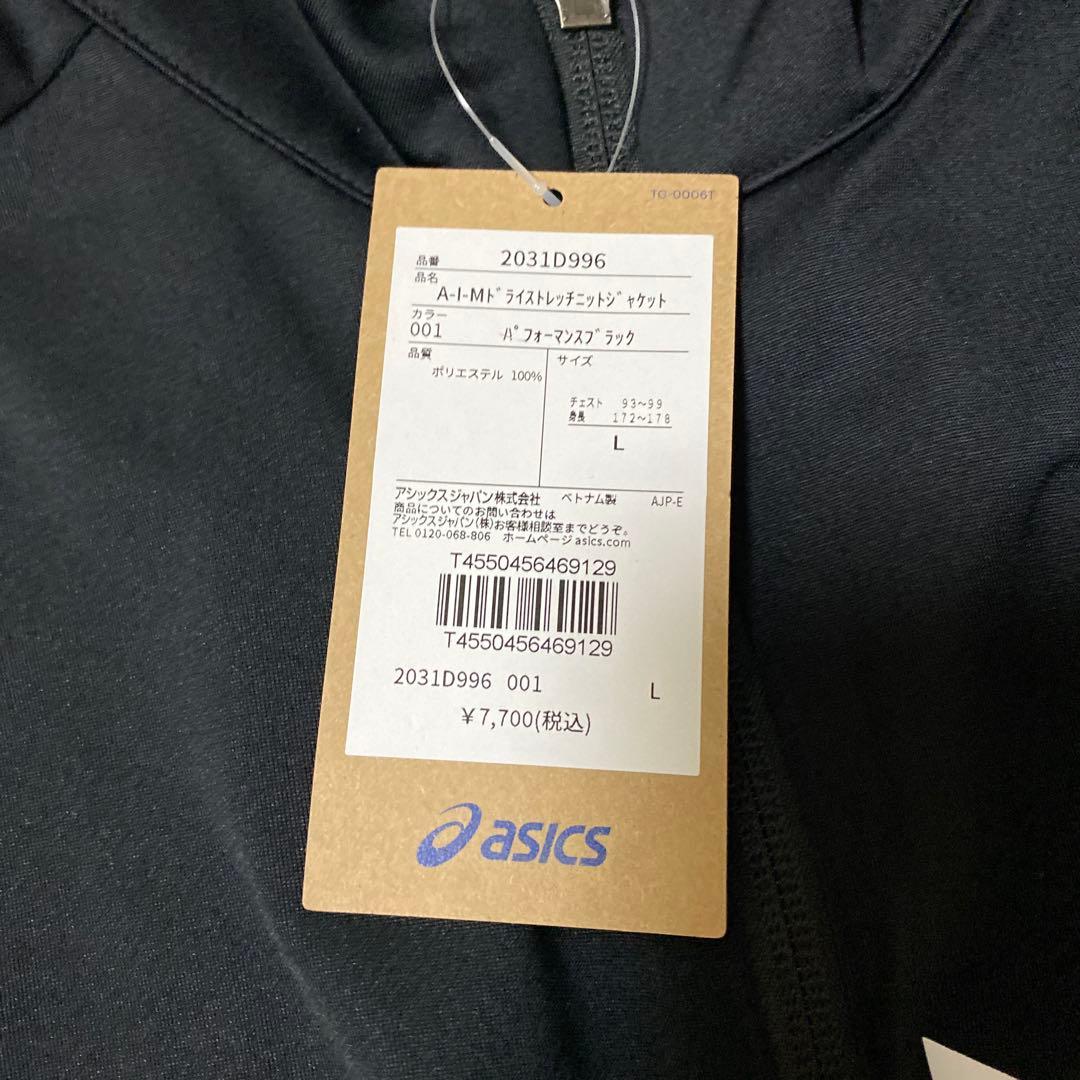 TG-0006T
品番 2031D996
品名
A-I-Mﾄﾞﾗｲｽﾄﾚｯﾁﾆｯﾄｼﾞｬｹｯﾄ
カラー
001 ﾊﾟﾌｫｰﾏﾝｽﾌﾞﾗｯｸ
品質 サイズ
ポリエステル 100%
チェスト 93~99
身長 172~178
L
アシックスジャパン株式会社 ベトナム製 AJP-E
商品についてのお問い合わせは
アシックスジャパン(株)お客様相談室までどうぞ。
TEL 0120-068-806 ホームページ asics.com
T4550456469129
T4550456469129
2031D996 001 L
¥7,700(税込)
asics